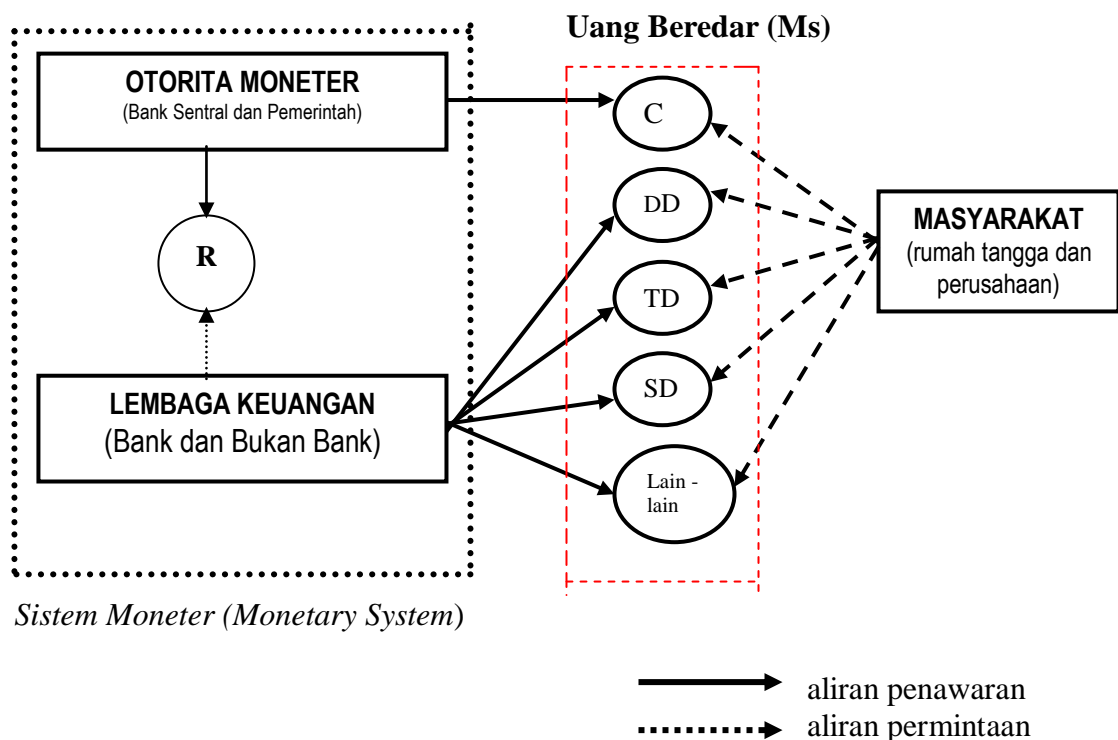 Uang Beredar (Ms)
OTORITA MONETER
(Bank Sentral dan Pemerintah)
C
DD
MASYARAKAT
(rumah tangga dan
perusahaan)
R
TD
LEMBAGA KEUANGAN
(Bank dan Bukan Bank)
SD
Lain -
lain
Sistem Moneter (Monetary System)
aliran penawaran
aliran permintaan